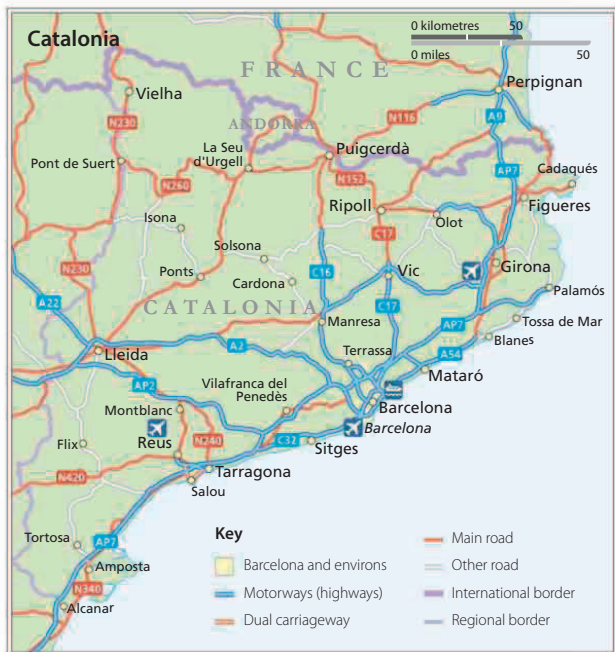 Catalonia
0 kilometres 50
0 miles 50
FRANCE
Perpignan
Vielha
N230
N116
A9
ANDORRA
La Seu
d'Urgell
Puigcerdà
Pont de Suert
N260
N152
AP7
Cadaqués
Ripoll
Figueres
Isona
Olot
C17
Solsona
N230
Ponts
Cardona
C16
Vic
Girona
A22
CATALONIA
C17
Palamós
Manresa
AP7
Tossa de Mar
Lleida
A2
Terrassa
A54
Blanes
AP2
Vilafranca del
Penedès
Mataró
Montblanc
Barcelona
Barcelona
Flix
Reus
N240
C32
Sitges
N420
Tarragona
Salou
Tortosa
AP7
Amposta
N340
Alcanar
Key
Barcelona and environs
Motorways (highways)
Dual carriageway
Main road
Other road
International border
Regional border